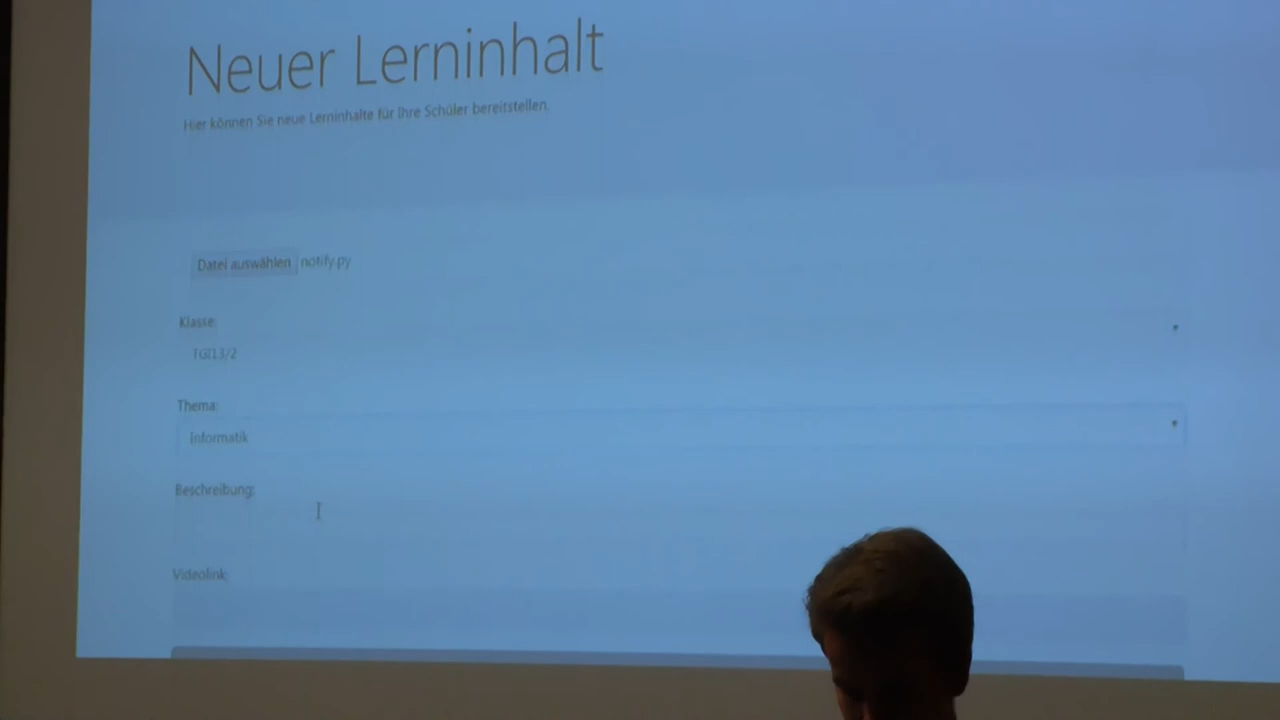 Neuer Lerninhalt
Hier können Sie neue Lerninhalte für Ihre Schüler bereitstellen.
Datei auswählen notify.py
Klasse:
TGI13/2
Thema:
Informatik
Beschreibung:
Videolink: